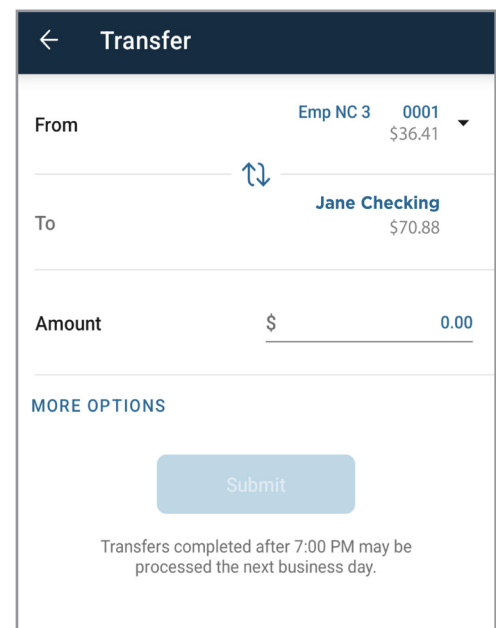 Transfer
From
Emp NC 3 0001
$36.41
To
Jane Checking
$70.88
Amount $ 0.00
MORE OPTIONS
Submit
Transfers completed after 7:00 PM may be
processed the next business day.